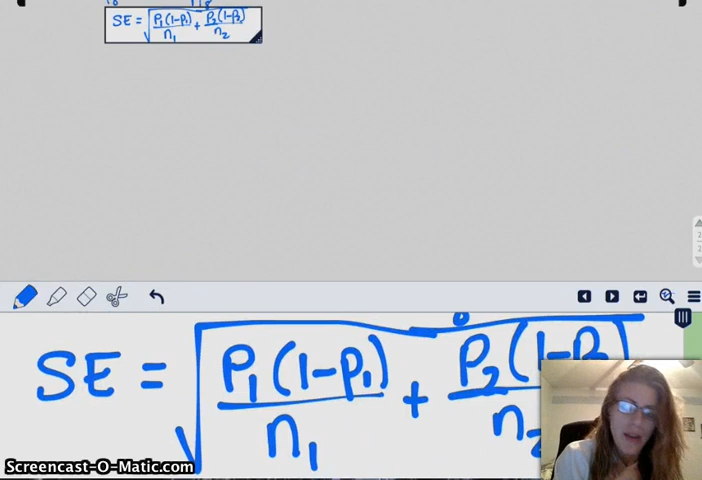 SE = √(P₁(1-p₁)/n₁ + P₂(1-P₂)/n₂)
SE = √(P₁(1-p₁)/n₁ + P₂(1-P₂)/n₂
Screencast-O-Matic.com